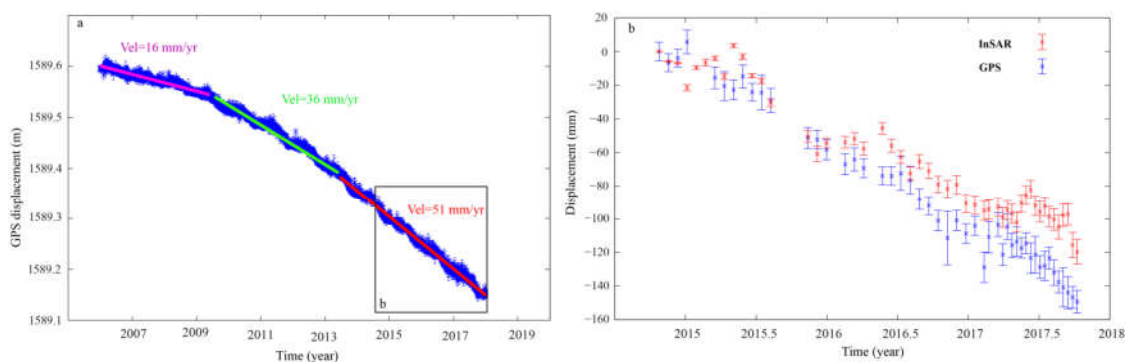 a
Vel=16 mm/yr
Vel=36 mm/yr
Vel=51 mm/yr
b
GPS displacement (m)
1589.6
1589.5
1589.4
1589.3
1589.2
1589.1
2007 2009 2011 2013 2015 2017 2019
Time (year)
b
InSAR
GPS
Displacement (mm)
20
0
-20
-40
-60
-80
-100
-120
-140
-160
2015 2015.5 2016 2016.5 2017 2017.5 2018
Time (year)